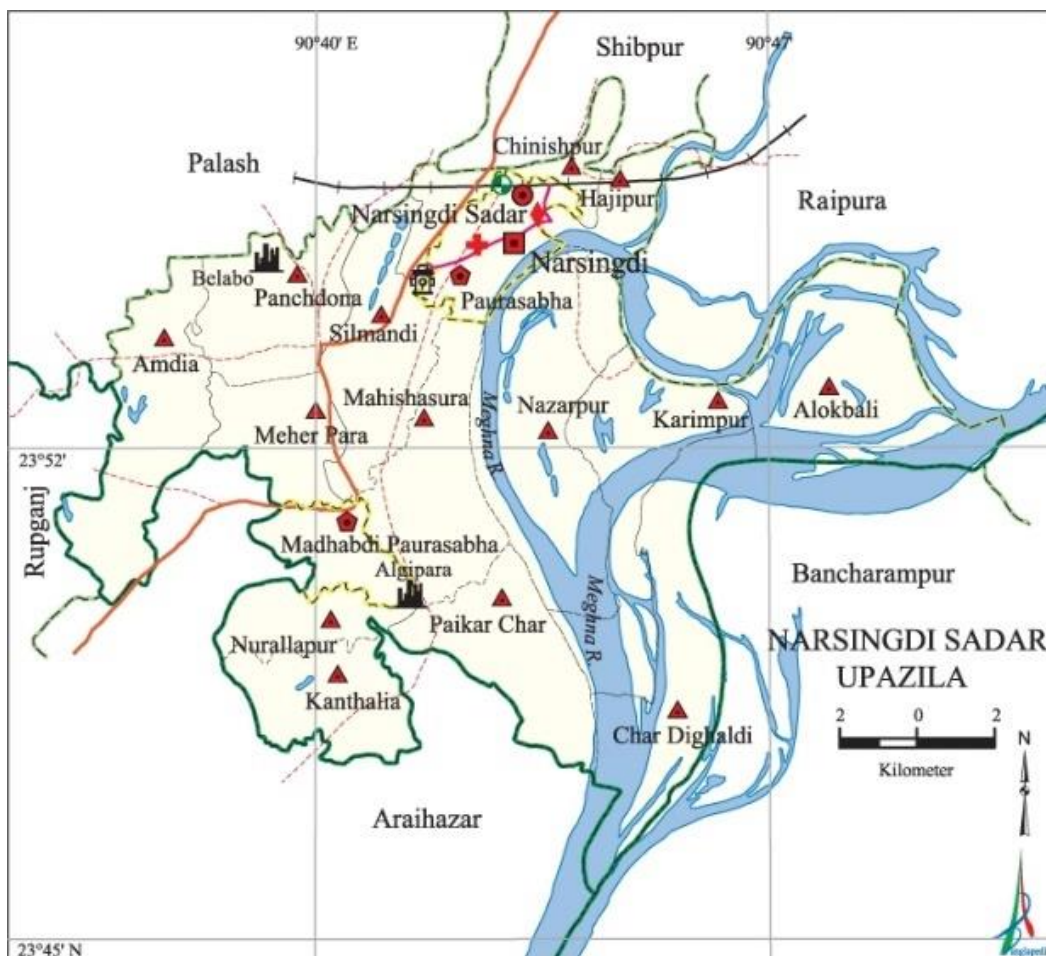 Shibpur
90°40' E
90°47'
Chinishpur
Palash
Hajipur
Raipura
Narsingdi Sadar
Narsingdi
Belabo
Panchdona
Paurasabha
Silmandi
Amdia
Mahishasura
Nazarpur
Karimpur
Alokbali
Meher Para
Meghna R.
23°52'
Rupganj
Madhabdi Paurasabha
Algipara
Bancharampur
Paikar Char
Meghna R.
Nurallapur
NARSINGDI SADAR
UPAZILA
Kanthalia
2 0 2
Kilometer
N
Char Dighaldi
Araihazar
23°45' N